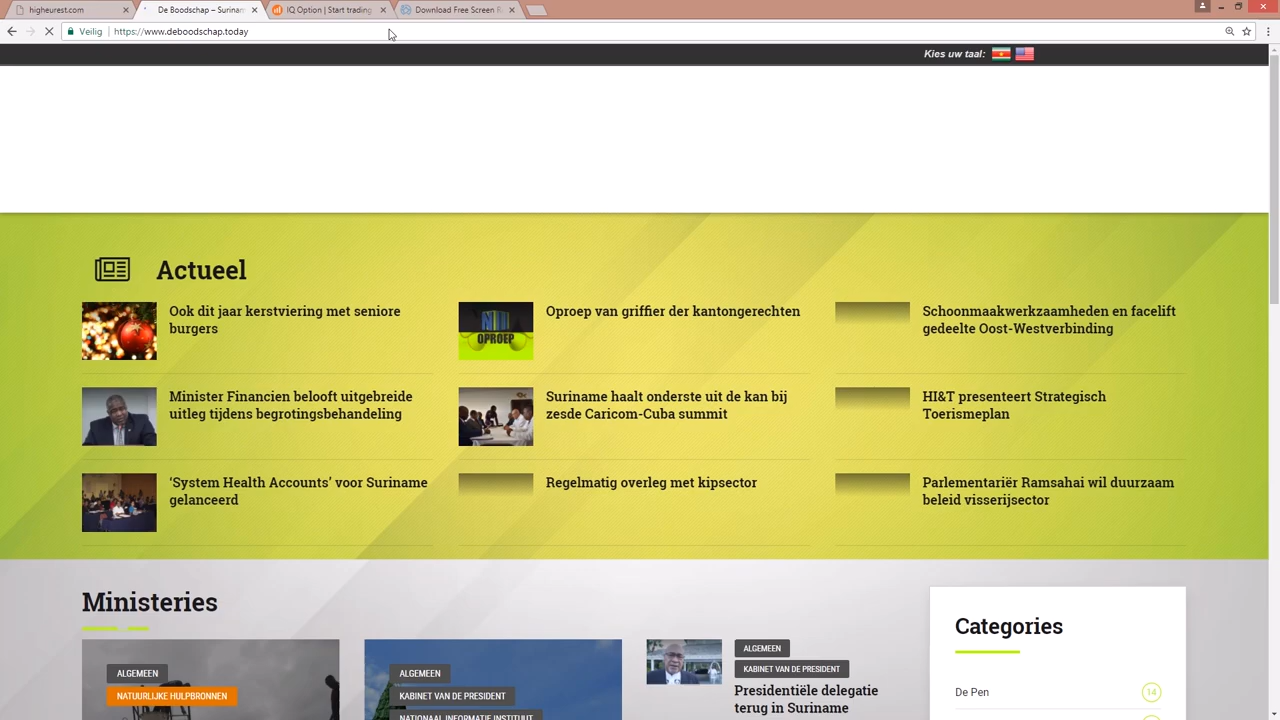 higheurest.com
De Boodschap – Surinam
IQ Option | Start trading
Download Free Screen R
Veilig
https://www.deboodschap.today
Kies uw taal:
Actueel
Ook dit jaar kerstviering met seniore
burgers
Oproep van griffier der kantongerechten
Schoonmaakwerkzaamheden en facelift
gedeelte Oost-Westverbinding
OPROEP
Minister Financien belooft uitgebreide
uitleg tijdens begrotingsbehandeling
Suriname haalt onderste uit de kan bij
zesde Caricom-Cuba summit
HI&T presenteert Strategisch
Toerismeplan
‘System Health Accounts’ voor Suriname
gelanceerd
Regelmatig overleg met kipsector
Parlementariër Ramsahai wil duurzaam
beleid visserijsector
Ministeries
ALGEMEEN
NATUURLIJKE HULPBRONNEN
ALGEMEEN
KABINET VAN DE PRESIDENT
NATIONAAL INFORMATIE INSTITUUT
ALGEMEEN
KABINET VAN DE PRESIDENT
Presidentiële delegatie
terug in Suriname
Categories
De Pen
14